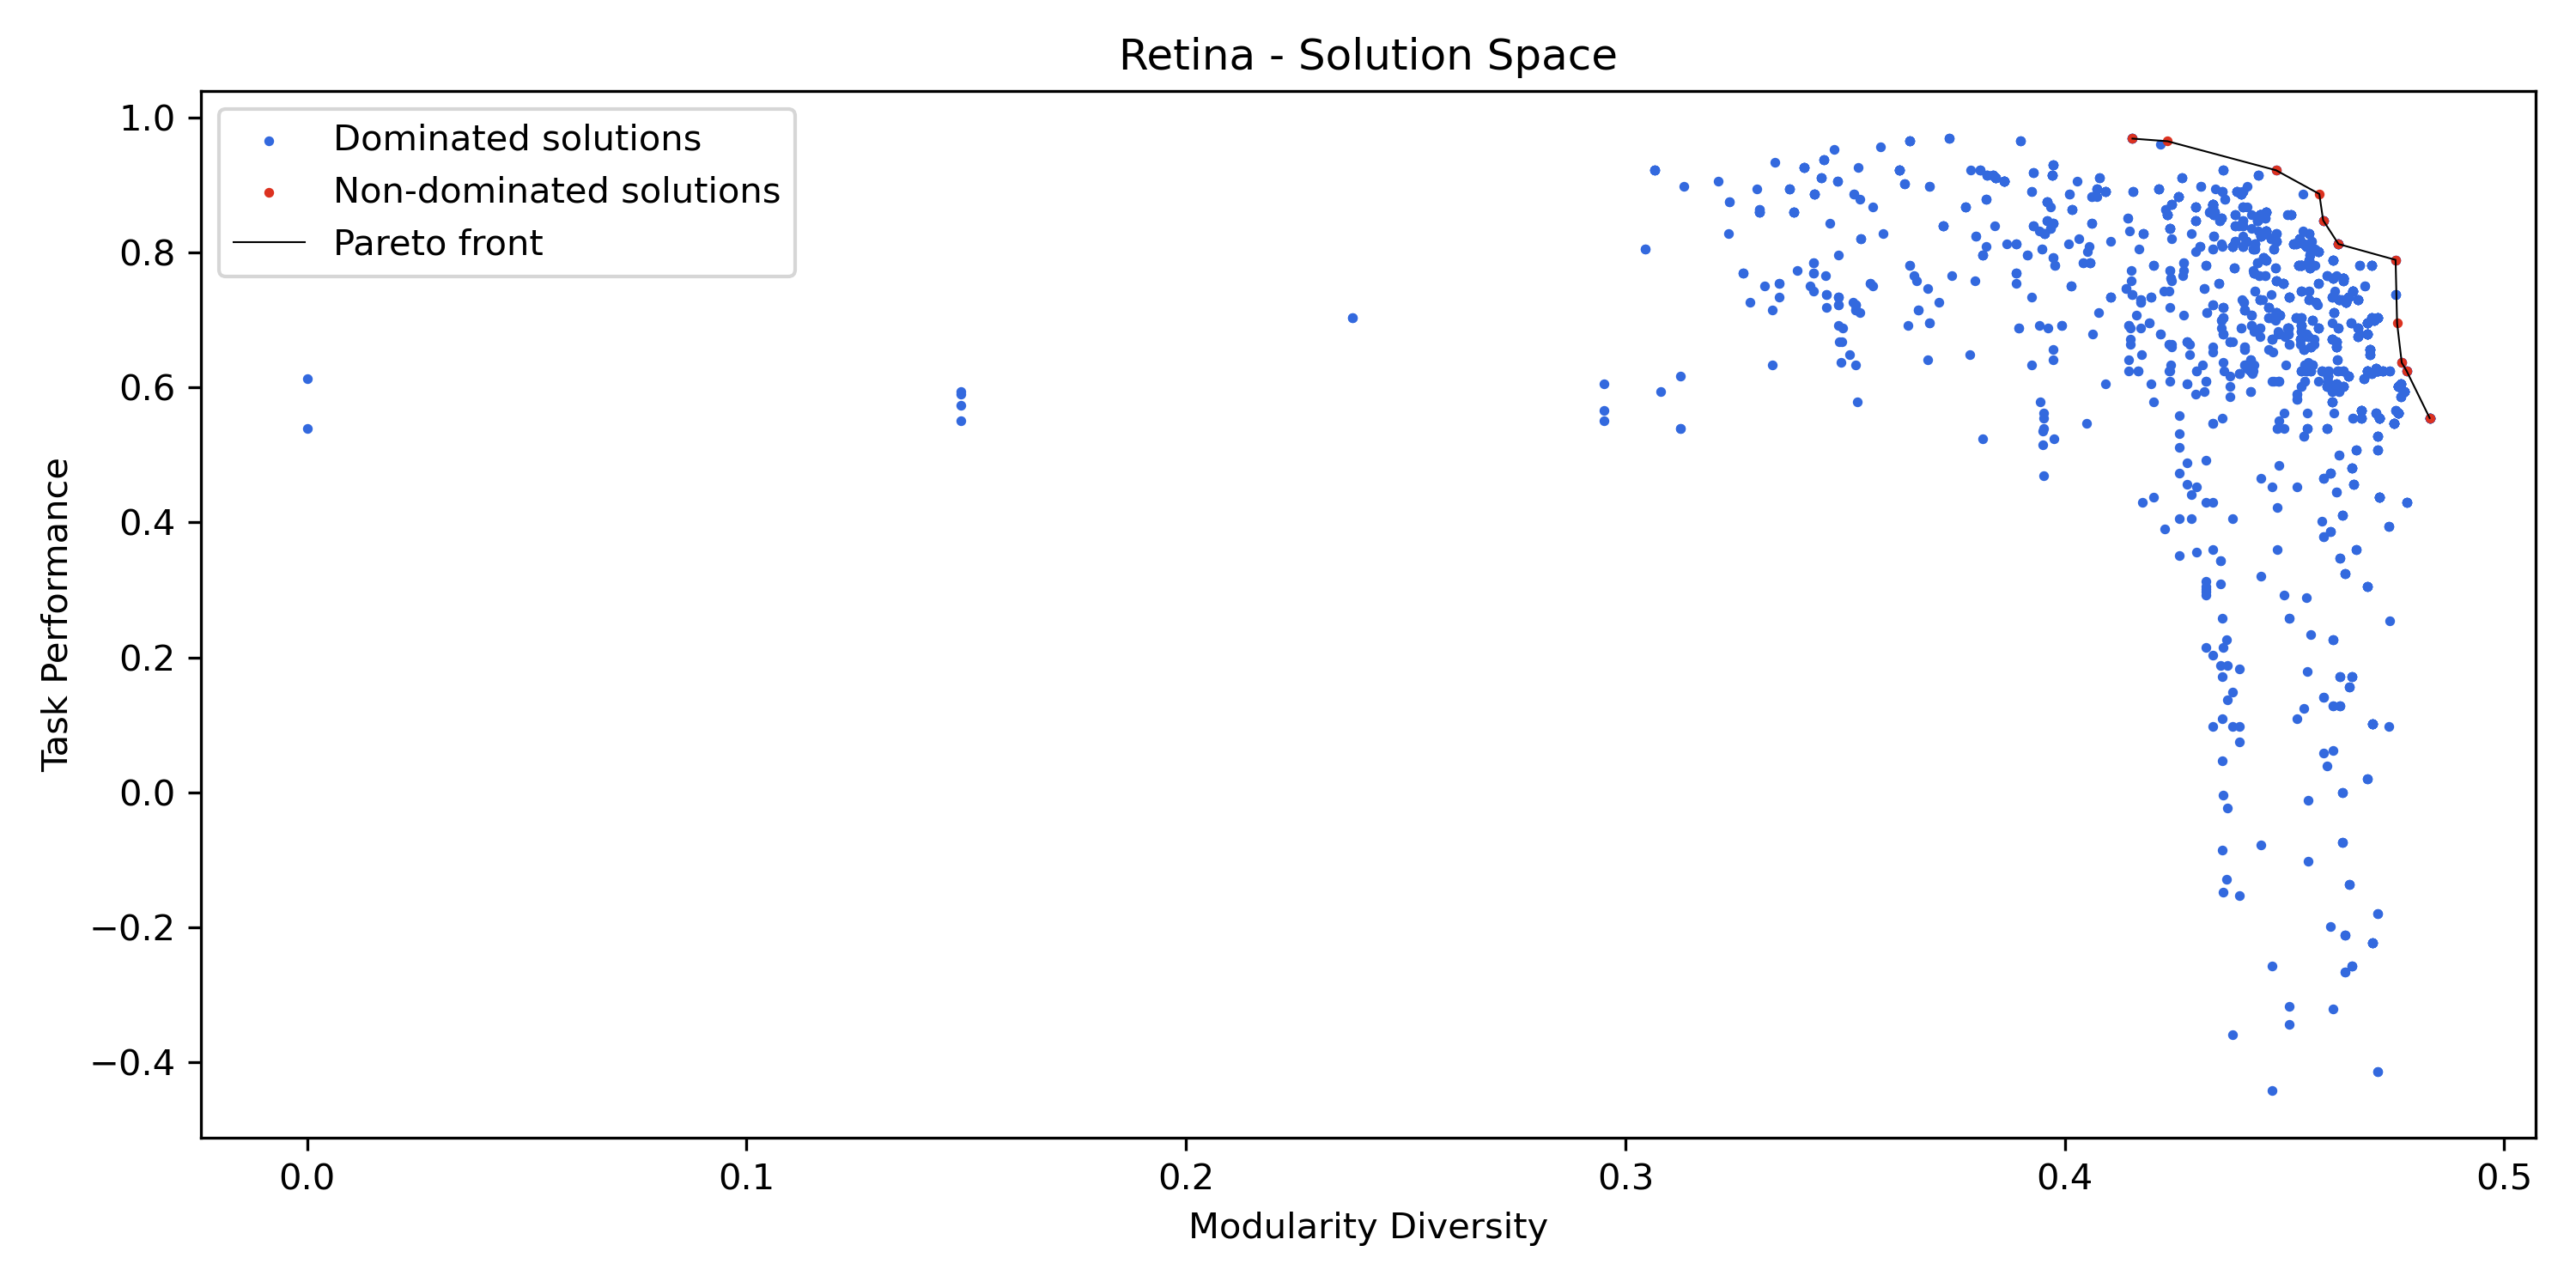 Retina - Solution Space
Dominated solutions
Non-dominated solutions
Pareto front
Task Performance
1.0
0.8
0.6
0.4
0.2
0.0
−0.2
−0.4
0.0 0.1 0.2 0.3 0.4 0.5
Modularity Diversity